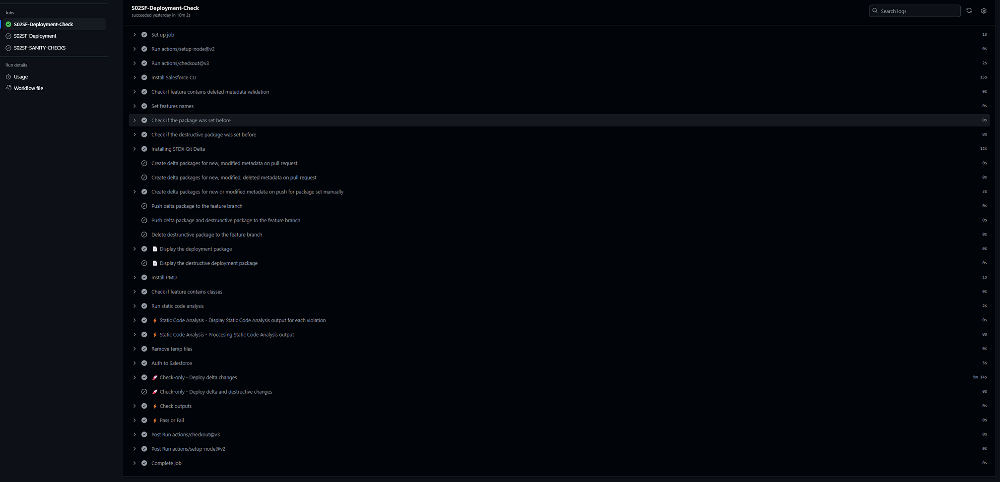 Jobs
S02SF-Deployment-Check
S02SF-Deployment
S02SF-SANITY-CHECKS
Run details
Usage
Workflow file
S02SF-Deployment-Check
succeeded yesterday in 10m 2s
Search logs
Set up job 1s
Run actions/setup-node@v2 0s
Run actions/checkout@v3 2s
Install Salesforce CLI 15s
Check if feature contains deleted metadata validation 0s
Set features names 0s
Check if the package was set before 0s
Check if the destructive package was set before 0s
Installing SFDX Git Delta 12s
Create delta packages for new, modified metadata on pull request 0s
Create delta packages for new, modified, deleted metadata on pull request 0s
Create delta packages for new or modified metadata on push for package set manually 3s
Push delta package to the feature branch 0s
Push delta package and destrunctive package to the feature branch 0s
Delete destrunctive package to the feature branch 0s
Display the deployment package 0s
Display the destructive deployment package 0s
Install PMD 1s
Check if feature contains classes 0s
Run static code analysis 2s
Static Code Analysis - Display Static Code Analysis output for each violation 0s
Static Code Analysis - Proccesing Static Code Analysis output 0s
Remove temp files 0s
Auth to Salesforce 3s
Check-only - Deploy delta changes 9m 14s
Check-only - Deploy delta and destructive changes 0s
Check outputs 0s
Pass or Fail 0s
Post Run actions/checkout@v3 0s
Post Run actions/setup-node@v2 0s
Complete job 0s